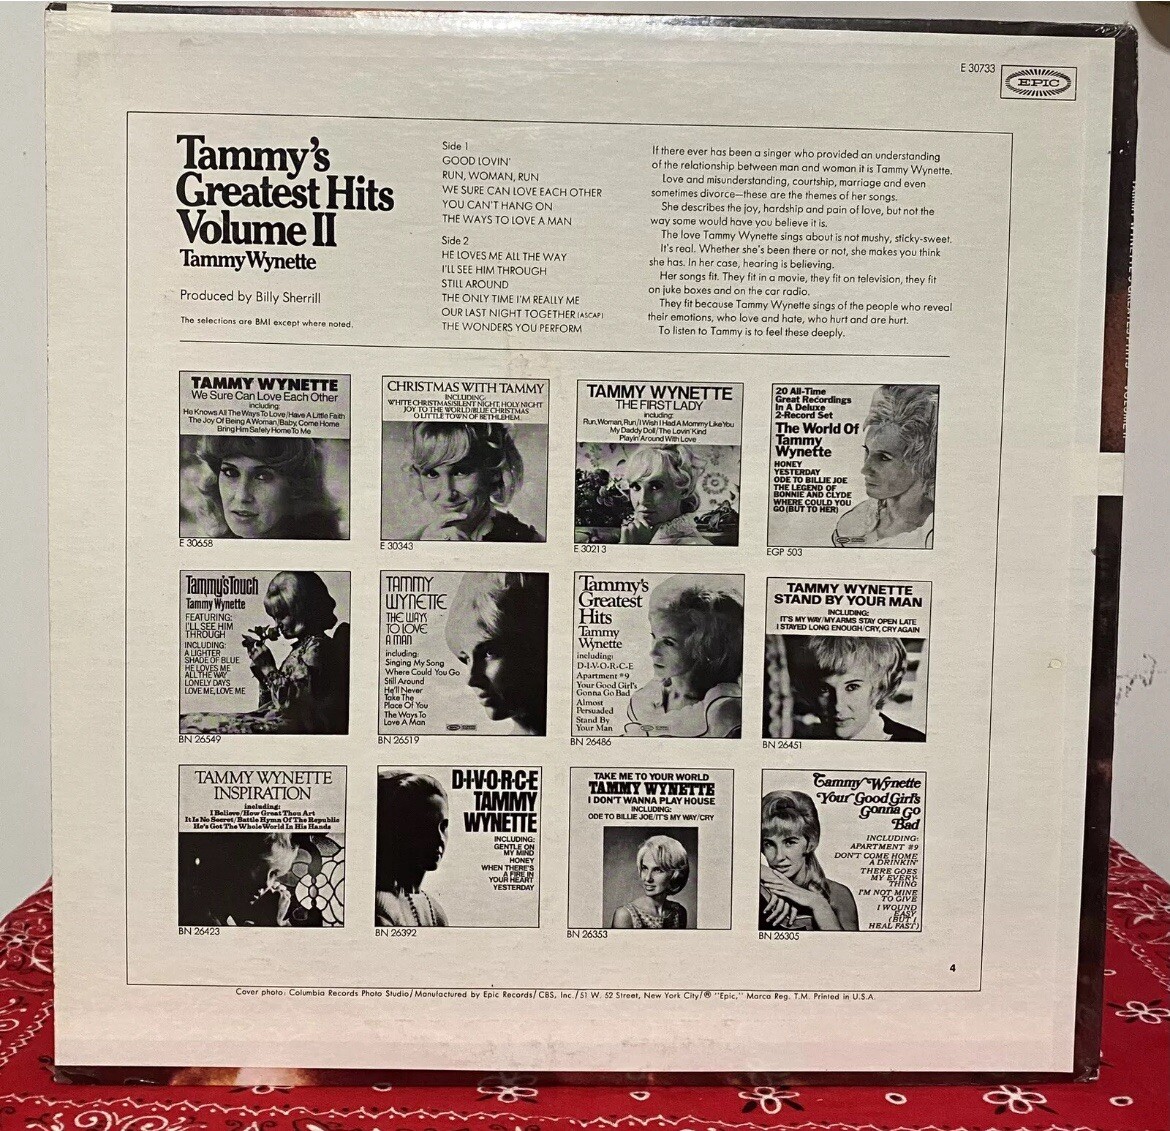 E 30733
EPIC
Tammy's
Greatest Hits
Volume II
Tammy Wynette
Produced by Billy Sherrill
The selections are BMI except where noted.
Side 1
GOOD LOVIN'
RUN, WOMAN, RUN
WE SURE CAN LOVE EACH OTHER
YOU CAN'T HANG ON
THE WAYS TO LOVE A MAN
Side 2
HE LOVES ME ALL THE WAY
I'LL SEE HIM THROUGH
STILL AROUND
THE ONLY TIME I'M REALLY ME
OUR LAST NIGHT TOGETHER (ASCAP)
THE WONDERS YOU PERFORM
If there ever has been a singer who provided an understanding
of the relationship between man and woman it is Tammy Wynette.
Love and misunderstanding, courtship, marriage and even
sometimes divorce—these are the themes of her songs.
She describes the joy, hardship and pain of love, but not the
way some would have you believe it is.
The love Tammy Wynette sings about is not mushy, sticky-sweet.
It's real. Whether she's been there or not, she makes you think
she has. In her case, hearing is believing.
Her songs fit. They fit in a movie, they fit on television, they fit
on juke boxes and on the car radio.
They fit because Tammy Wynette sings of the people who reveal
their emotions, who love and hate, who hurt and are hurt.
To listen to Tammy is to feel these deeply.
TAMMY WYNETTE
We Sure Can Love Each Other
including:
He Knows All The Ways To Love/Have A Little Faith
The Joy Of Being A Woman/Baby, Come Home
Bring Him Safely Home To Me
E 30658
CHRISTMAS WITH TAMMY
INCLUDING:
WHITE CHRISTMAS/SILENT NIGHT, HOLY NIGHT
JOY TO THE WORLD/BLUE CHRISTMAS
O LITTLE TOWN OF BETHLEHEM
E 30343
TAMMY WYNETTE
THE FIRST LADY
including:
Run, Woman, Run/I Wish I Had A Mommy Like You
My Daddy Doll/The Lovin' Kind
Playin' Around With Love
E 30213
20 All-Time
Great Recordings
In A Deluxe
2-Record Set
The World Of
Tammy
Wynette
HONEY
YESTERDAY
ODE TO BILLIE JOE
THE LEGEND OF
BONNIE AND CLYDE
WHERE COULD YOU
GO (BUT TO HER)
EGP 503
Tammy's Touch
Tammy Wynette
FEATURING:
I'LL SEE HIM
THROUGH
INCLUDING:
A LIGHTER
SHADE OF BLUE
HE LOVES ME
ALL THE WAY
LONELY DAYS
LOVE ME, LOVE ME
BN 26549
TAMMY
WYNETTE
THE WAYS
TO LOVE
A MAN
including:
Singing My Song
Where Could You Go
Still Around
He'll Never
Take The
Place Of You
The Ways To
Love A Man
BN 26519
Tammy's
Greatest
Hits
Tammy
Wynette
including:
D-I-V-O-R-C-E
Apartment #9
Your Good Girl's
Gonna Go Bad
Almost
Persuaded
Stand By
Your Man
BN 26486
TAMMY WYNETTE
STAND BY YOUR MAN
INCLUDING:
IT'S MY WAY/MY ARMS STAY OPEN LATE
I STAYED LONG ENOUGH/CRY, CRY AGAIN
BN 26451
TAMMY WYNETTE
INSPIRATION
including:
I Believe/How Great Thou Art
It Is No Secret/Battle Hymn Of The Republic
He's Got The Whole World In His Hands
BN 26423
D-I-V-O-R-C-E
TAMMY
WYNETTE
INCLUDING:
GENTLE ON
MY MIND
HONEY
WHEN THERE'S
A FIRE IN
YOUR HEART
YESTERDAY
BN 26392
TAKE ME TO YOUR WORLD
TAMMY WYNETTE
I DON'T WANNA PLAY HOUSE
INCLUDING:
ODE TO BILLIE JOE/IT'S MY WAY/CRY
BN 26353
Tammy Wynette
Your Good Girl's
Gonna Go
Bad
INCLUDING:
APARTMENT #9
DON'T COME HOME
A DRINKIN'
THERE GOES
MY EVERY-
THING
I'M NOT MINE
TO GIVE
I WOUND
EASY
(BUT I
HEAL FAST)
BN 26305
4
Cover photo: Columbia Records Photo Studio/Manufactured by Epic Records/CBS, Inc./51 W. 52 Street, New York City/℗ "Epic," Marca Reg. T.M. Printed in U.S.A.